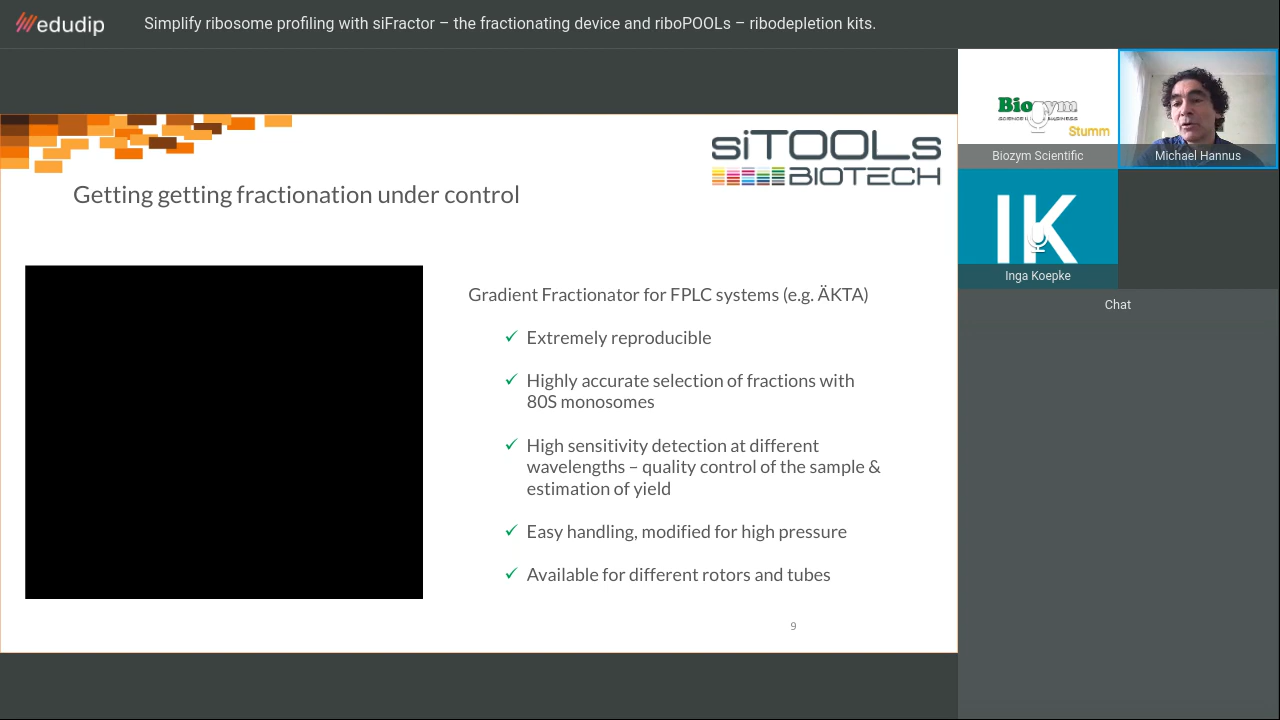 edudip
Simplify ribosome profiling with siFractor – the fractionating device and riboPOOLs – ribodepletion kits.
siTOOLs
BIOTECH
Getting getting fractionation under control
Gradient Fractionator for FPLC systems (e.g. ÄKTA)
✓ Extremely reproducible
✓ Highly accurate selection of fractions with
80S monosomes
✓ High sensitivity detection at different
wavelengths – quality control of the sample &
estimation of yield
✓ Easy handling, modified for high pressure
✓ Available for different rotors and tubes
9
Stumm
Biozym Scientific
Michael Hannus
IK
Inga Koepke
Chat